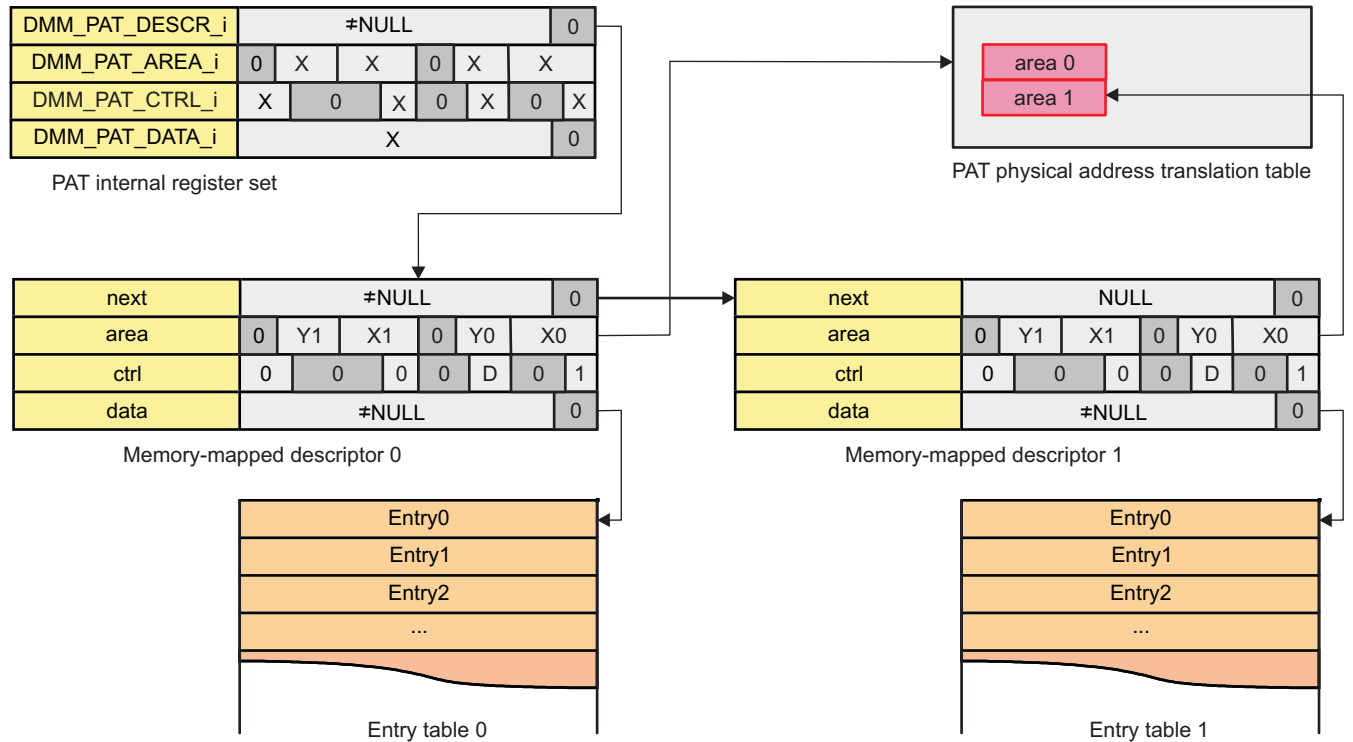 DMM_PAT_DESCR_i ≠NULL 0
DMM_PAT_AREA_i 0 X X 0 X X
DMM_PAT_CTRL_i X 0 X 0 X 0 X
DMM_PAT_DATA_i X 0
PAT internal register set
area 0
area 1
PAT physical address translation table
next ≠NULL 0
area 0 Y1 X1 0 Y0 X0
ctrl 0 0 0 0 D 0 1
data ≠NULL 0
Memory-mapped descriptor 0
next NULL 0
area 0 Y1 X1 0 Y0 X0
ctrl 0 0 0 0 D 0 1
data ≠NULL 0
Memory-mapped descriptor 1
Entry0
Entry1
Entry2
...
Entry table 0
Entry0
Entry1
Entry2
...
Entry table 1